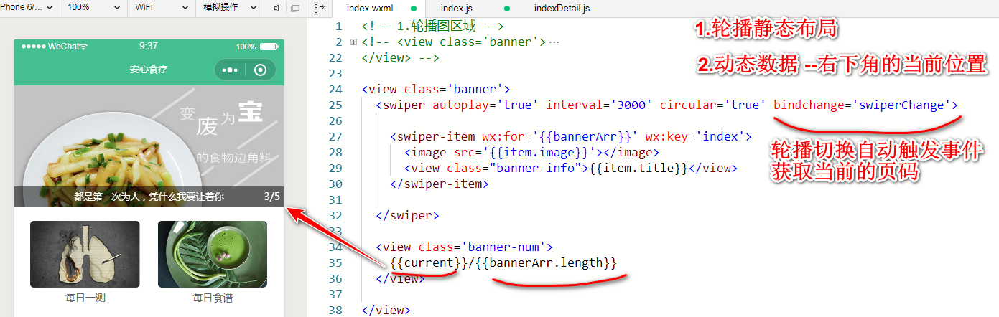 Phone 6/... 100% WiFi 模拟操作
index.wxml index.js indexDetail.js
WeChat 9:37 100%
安心食疗
变废为宝
的食物边角料
都是第一次为人，凭什么我要让着你 3/5
每日一测 每日食谱
1 <!-- 1.轮播图区域 -->
2 <!-- <view class='banner'>…
22 </view> -->
23
24 <view class='banner'>
25 <swiper autoplay='true' interval='3000' circular='true' bindchange='swiperChange'>
26
27 <swiper-item wx:for='{{bannerArr}}' wx:key='index'>
28 <image src='{{item.image}}'></image>
29 <view class="banner-info">{{item.title}}</view>
30 </swiper-item>
31
32 </swiper>
33
34 <view class='banner-num'>
35 {{current}}/{{bannerArr.length}}
36 </view>
37
38 </view>
1.轮播静态布局
2.动态数据 --右下角的当前位置
轮播切换自动触发事件
获取当前的页码